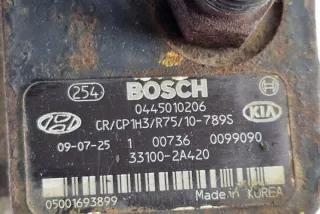 254 BOSCH
0445010206
CR/CP1H3/R75/10-789S
KIA
09-07-25 1 00736 0099090
33100-2A420
05001693899 Made in KOREA